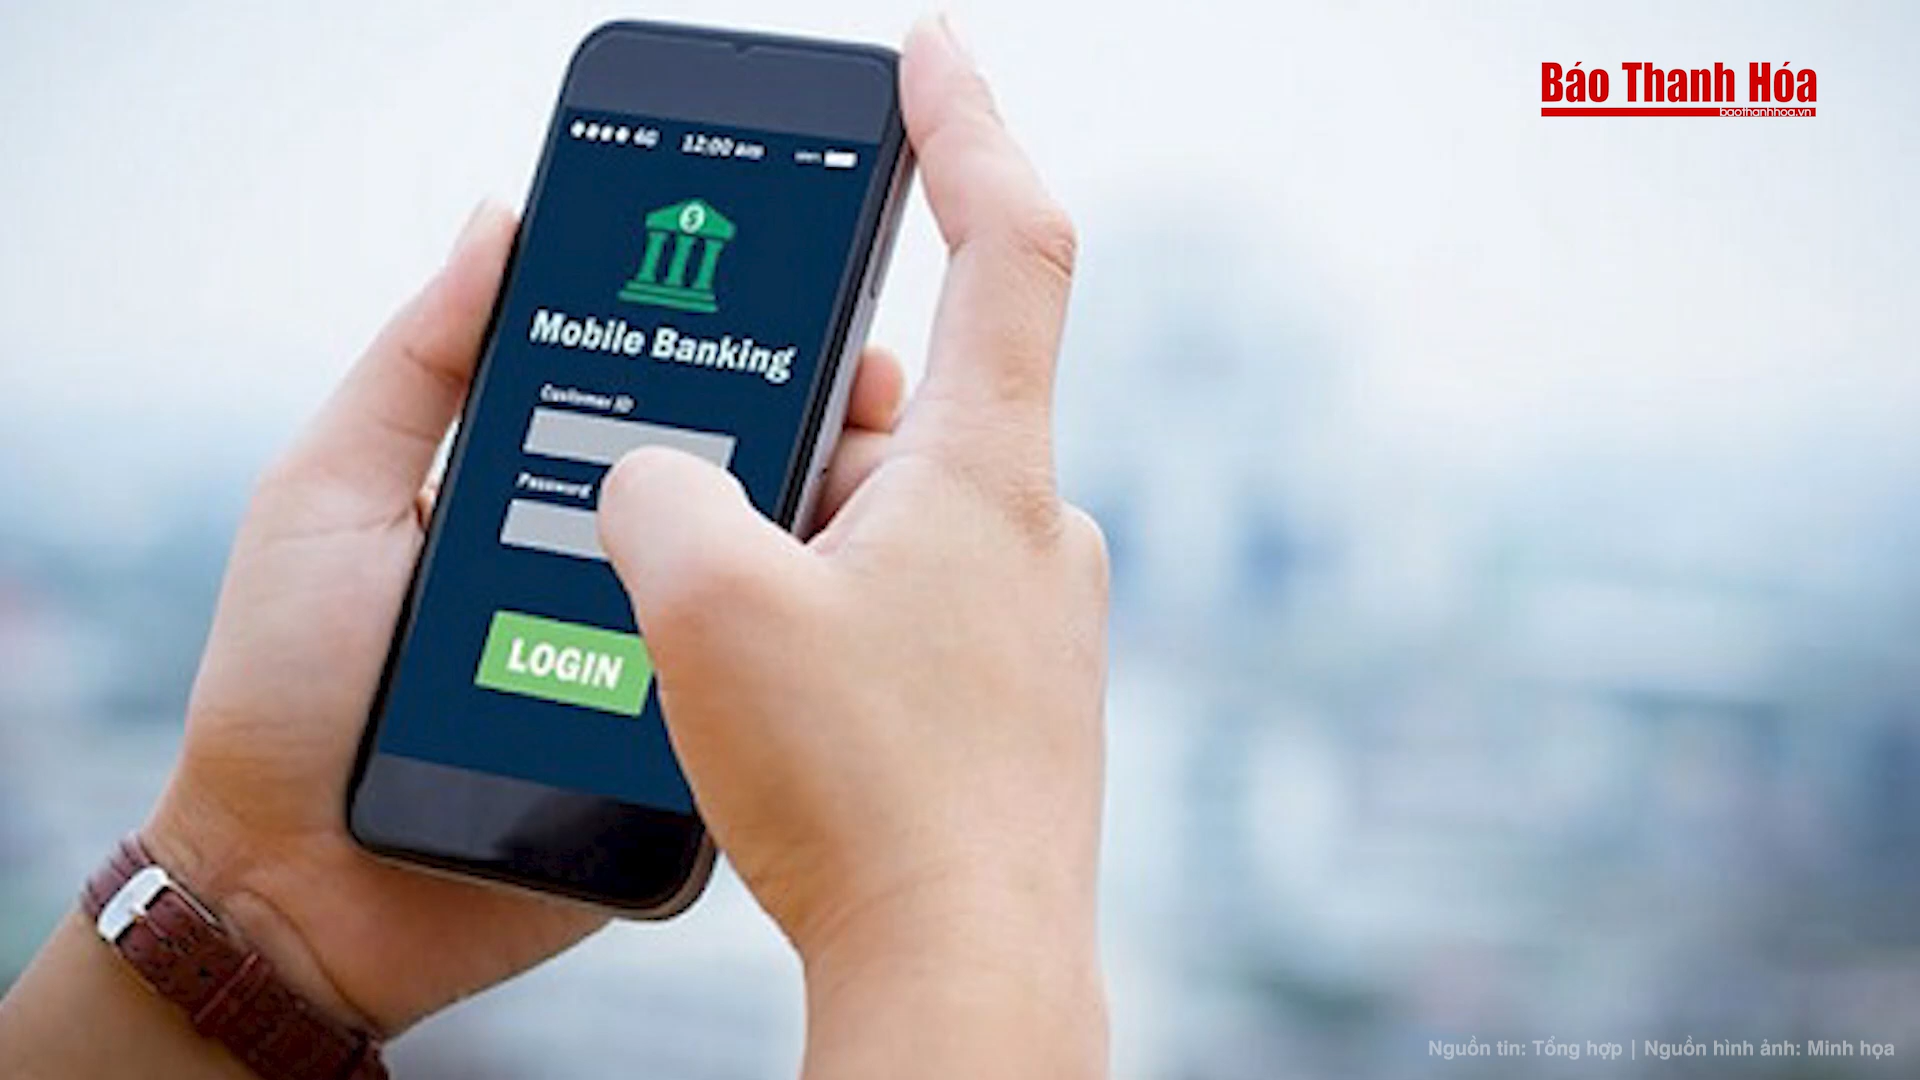 Báo Thanh Hóa
baothanhhoa.vn
4G 12:00 am
$
Mobile Banking
Customer ID
Password
LOGIN
Nguồn tin: Tổng hợp | Nguồn hình ảnh: Minh họa